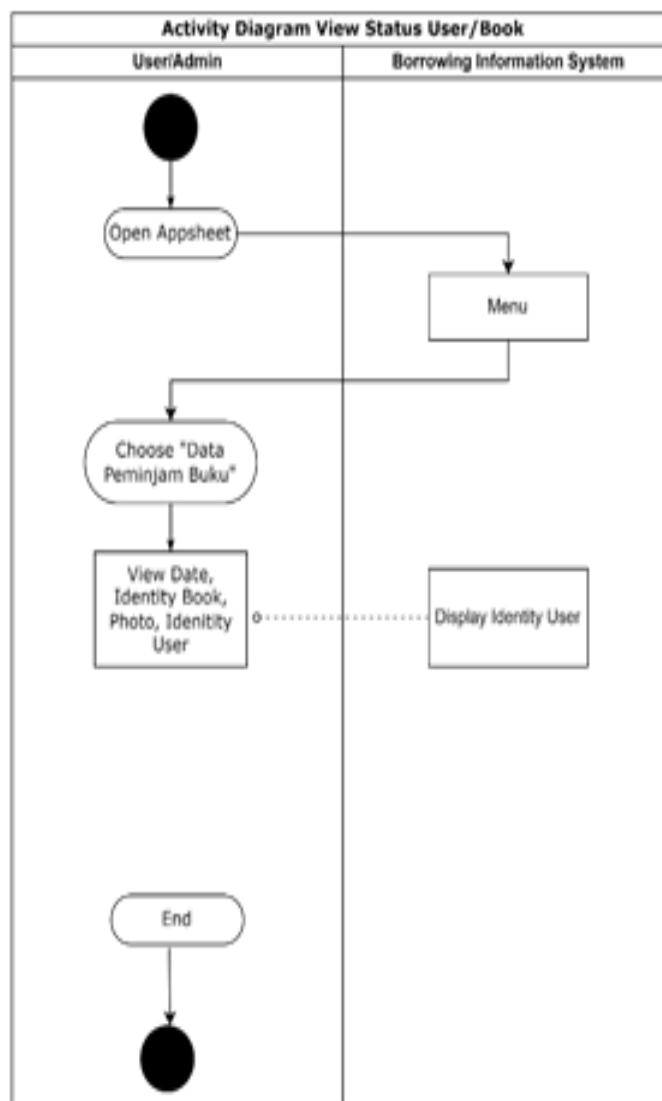 Activity Diagram View Status User/Book
User/Admin
Borrowing Information System
Open Appsheet
Menu
Choose "Data
Peminjam Buku"
View Date,
Identity Book,
Photo, Idenitity
User
Display Identity User
End